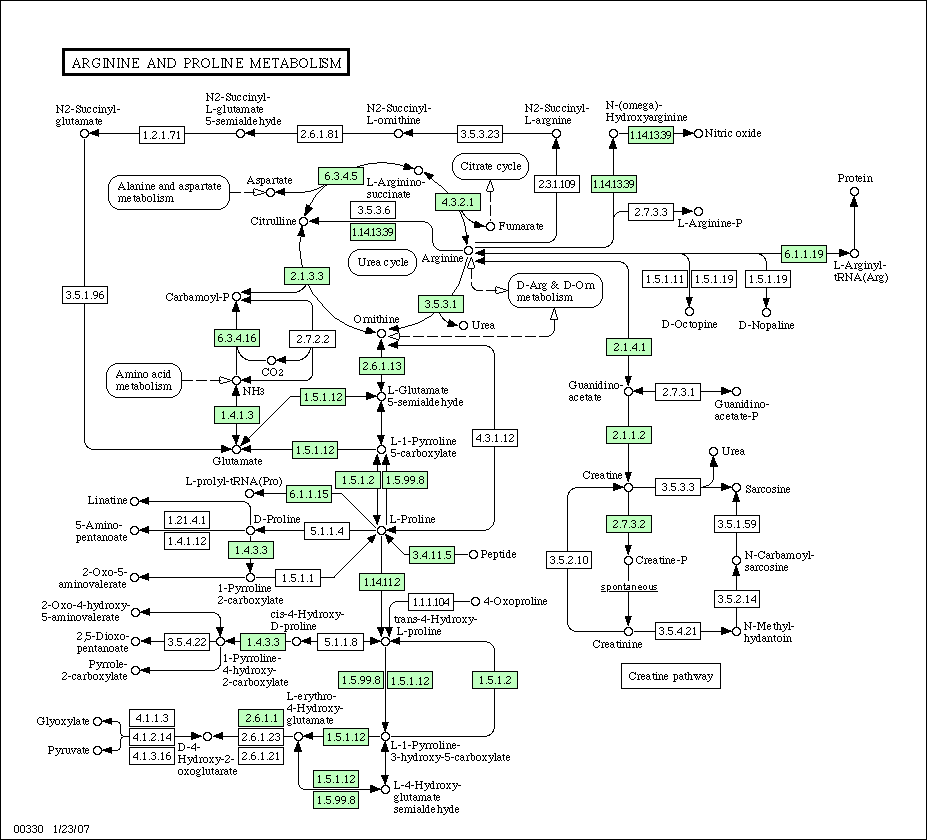 ARGININE AND PROLINE METABOLISM
N2-Succinyl-
glutamate
1.2.1.71
N2-Succinyl-
L-glutamate
5-semialdehyde
2.6.1.81
N2-Succinyl-
L-ornithine
3.5.3.23
N2-Succinyl-
L-arginine
N-(omega)-
Hydroxyarginine
1.14.13.39
Nitric oxide
Alanine and aspartate
metabolism
Aspartate
6.3.4.5
L-Arginino-
succinate
Citrate cycle
4.3.2.1
2.3.1.109
1.14.13.39
Protein
Citrulline
3.5.3.6
1.14.13.39
Fumarate
2.7.3.3
L-Arginine-P
Urea cycle
Arginine
6.1.1.19
L-Arginyl-
tRNA(Arg)
3.5.1.96
2.1.3.3
Carbamoyl-P
D-Arg & D-Orn
metabolism
1.5.1.11
1.5.1.19
1.5.1.19
3.5.3.1
Ornithine
Urea
D-Octopine
D-Nopaline
6.3.4.16
2.7.2.2
CO2
2.6.1.13
2.1.4.1
Amino acid
metabolism
NH3
1.5.1.12
L-Glutamate
5-semialdehyde
Guanidino-
acetate
2.7.3.1
Guanidino-
acetate-P
1.4.1.3
4.3.1.12
2.1.1.2
Glutamate
1.5.1.12
L-1-Pyrroline
5-carboxylate
Urea
L-prolyl-tRNA(Pro)
1.5.1.2
1.5.99.8
Creatine
3.5.3.3
Sarcosine
Linatine
6.1.1.15
5-Amino-
pentanoate
1.21.4.1
1.4.1.12
D-Proline
5.1.1.4
L-Proline
2.7.3.2
3.5.1.59
1.4.3.3
3.4.11.5
Peptide
3.5.2.10
Creatine-P
N-Carbamoyl-
sarcosine
2-Oxo-5-
aminovalerate
1-Pyrroline
2-carboxylate
1.5.1.1
1.14.11.2
spontaneous
2-Oxo-4-hydroxy-
5-aminovalerate
cis-4-Hydroxy-
D-proline
1.1.1.104
4-Oxoproline
3.5.2.14
trans-4-Hydroxy-
L-proline
2,5-Dioxo-
pentanoate
3.5.4.22
1.4.3.3
5.1.1.8
Creatinine
3.5.4.21
N-Methyl-
hydantoin
Pyrrole-
2-carboxylate
1-Pyrroline-
4-hydroxy-
2-carboxylate
1.5.99.8
1.5.1.12
1.5.1.2
Creatine pathway
L-erythro-
4-Hydroxy-
glutamate
Glyoxylate
4.1.1.3
2.6.1.1
4.1.2.14
2.6.1.23
1.5.1.12
Pyruvate
4.1.3.16
D-4-
Hydroxy-2-
oxoglutarate
2.6.1.21
L-1-Pyrroline-
3-hydroxy-5-carboxylate
1.5.1.12
1.5.99.8
L-4-Hydroxy-
glutamate
semialdehyde
00330 1/23/07